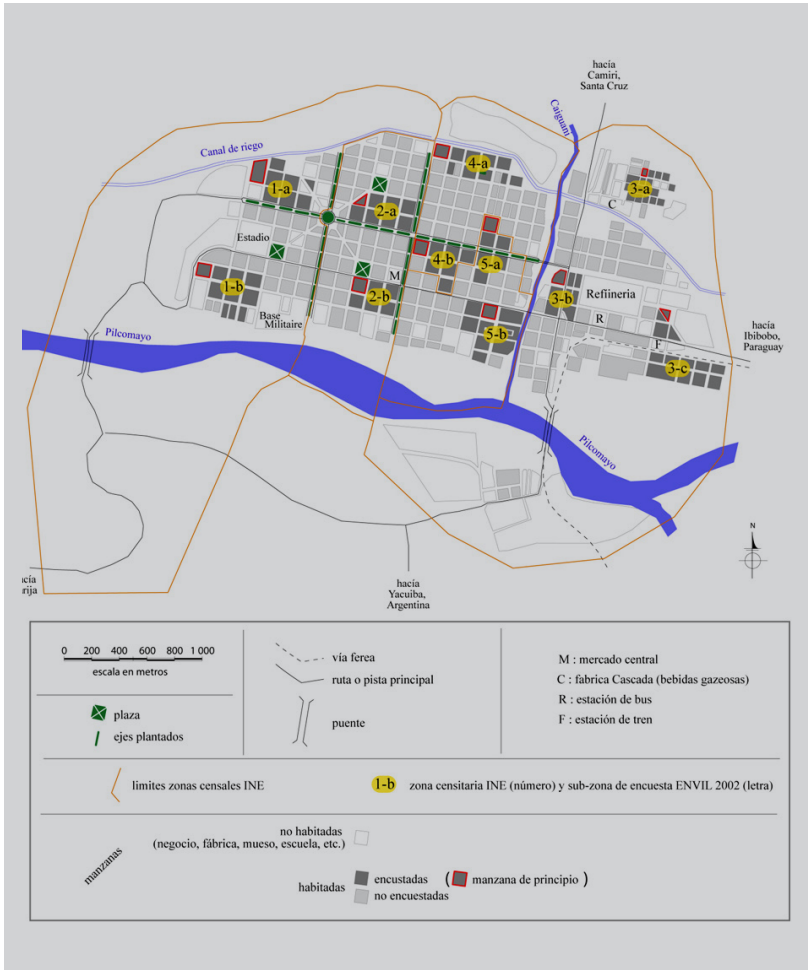 hacía
Camiri,
Santa Cruz
Caiguami
Canal de riego
4-a
1-a
3-a
C
2-a
Estadio
4-b
5-a
M
1-b
2-b
3-b
Refiineria
R
Base
Militaire
5-b
F
hacía
Ibibobo,
Paraguay
Pilcomayo
3-c
Pilcomayo
N
hacía
Yacuiba,
Argentina
ıcía
rija
0 200 400 600 800 1 000
escala en metros
plaza
ejes plantados
vía ferea
ruta o pista principal
puente
M : mercado central
C : fabrica Cascada (bebidas gazeosas)
R : estación de bus
F : estación de tren
limites zonas censales INE
1-b zona censitaria INE (número) y sub-zona de encuesta ENVIL 2002 (letra)
manzanas
no habitadas
(negocio, fábrica, mueso, escuela, etc.)
habitadas
encustadas ( manzana de principio )
no encuestadas